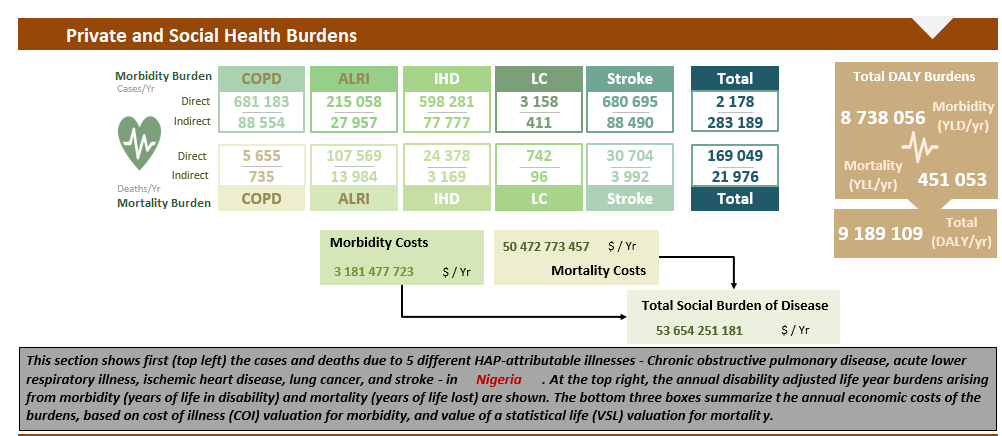 Private and Social Health Burdens
Morbidity Burden COPD ALRI IHD LC Stroke Total
Cases/Yr
Direct 681 183 215 058 598 281 3 158 680 695 2 178
Indirect 88 554 27 957 77 777 411 88 490 283 189
Direct 5 655 107 569 24 378 742 30 704 169 049
Indirect 735 13 984 3 169 96 3 992 21 976
Deaths/Yr
Mortality Burden COPD ALRI IHD LC Stroke Total
Total DALY Burdens
8 738 056 Morbidity
(YLD/yr)
Mortality
(YLL/yr) 451 053
9 189 109 Total
(DALY/yr)
Morbidity Costs
3 181 477 723 $ / Yr
50 472 773 457 $ / Yr
Mortality Costs
Total Social Burden of Disease
53 654 251 181 $ / Yr
This section shows first (top left) the cases and deaths due to 5 different HAP-attributable illnesses - Chronic obstructive pulmonary disease, acute lower
respiratory illness, ischemic heart disease, lung cancer, and stroke - in Nigeria . At the top right, the annual disability adjusted life year burdens arising
from morbidity (years of life in disability) and mortality (years of life lost) are shown. The bottom three boxes summarize the annual economic costs of the
burdens, based on cost of illness (COI) valuation for morbidity, and value of a statistical life (VSL) valuation for mortality.